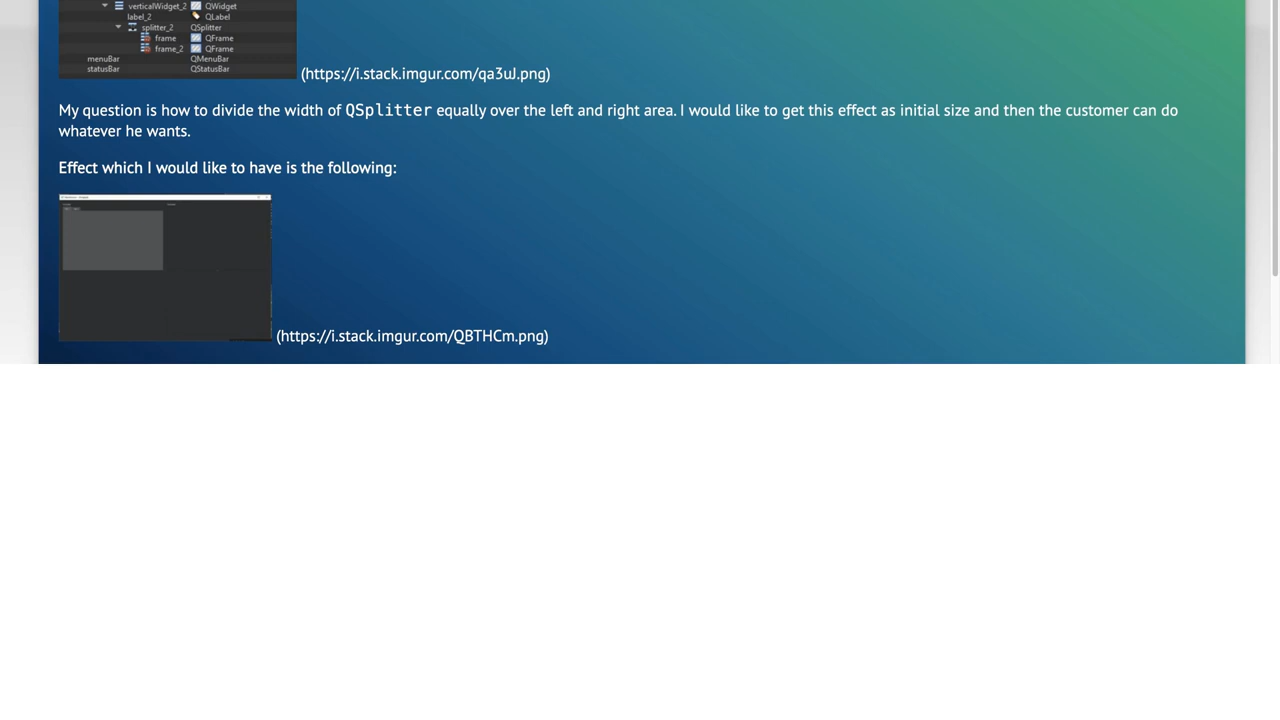 verticalWidget_2 QWidget
label_2 QLabel
splitter_2 QSplitter
frame QFrame
frame_2 QFrame
menuBar QMenuBar
statusBar QStatusBar
(https://i.stack.imgur.com/qa3uJ.png)
My question is how to divide the width of QSplitter equally over the left and right area. I would like to get this effect as initial size and then the customer can do
whatever he wants.
Effect which I would like to have is the following:
(https://i.stack.imgur.com/QBTHCm.png)